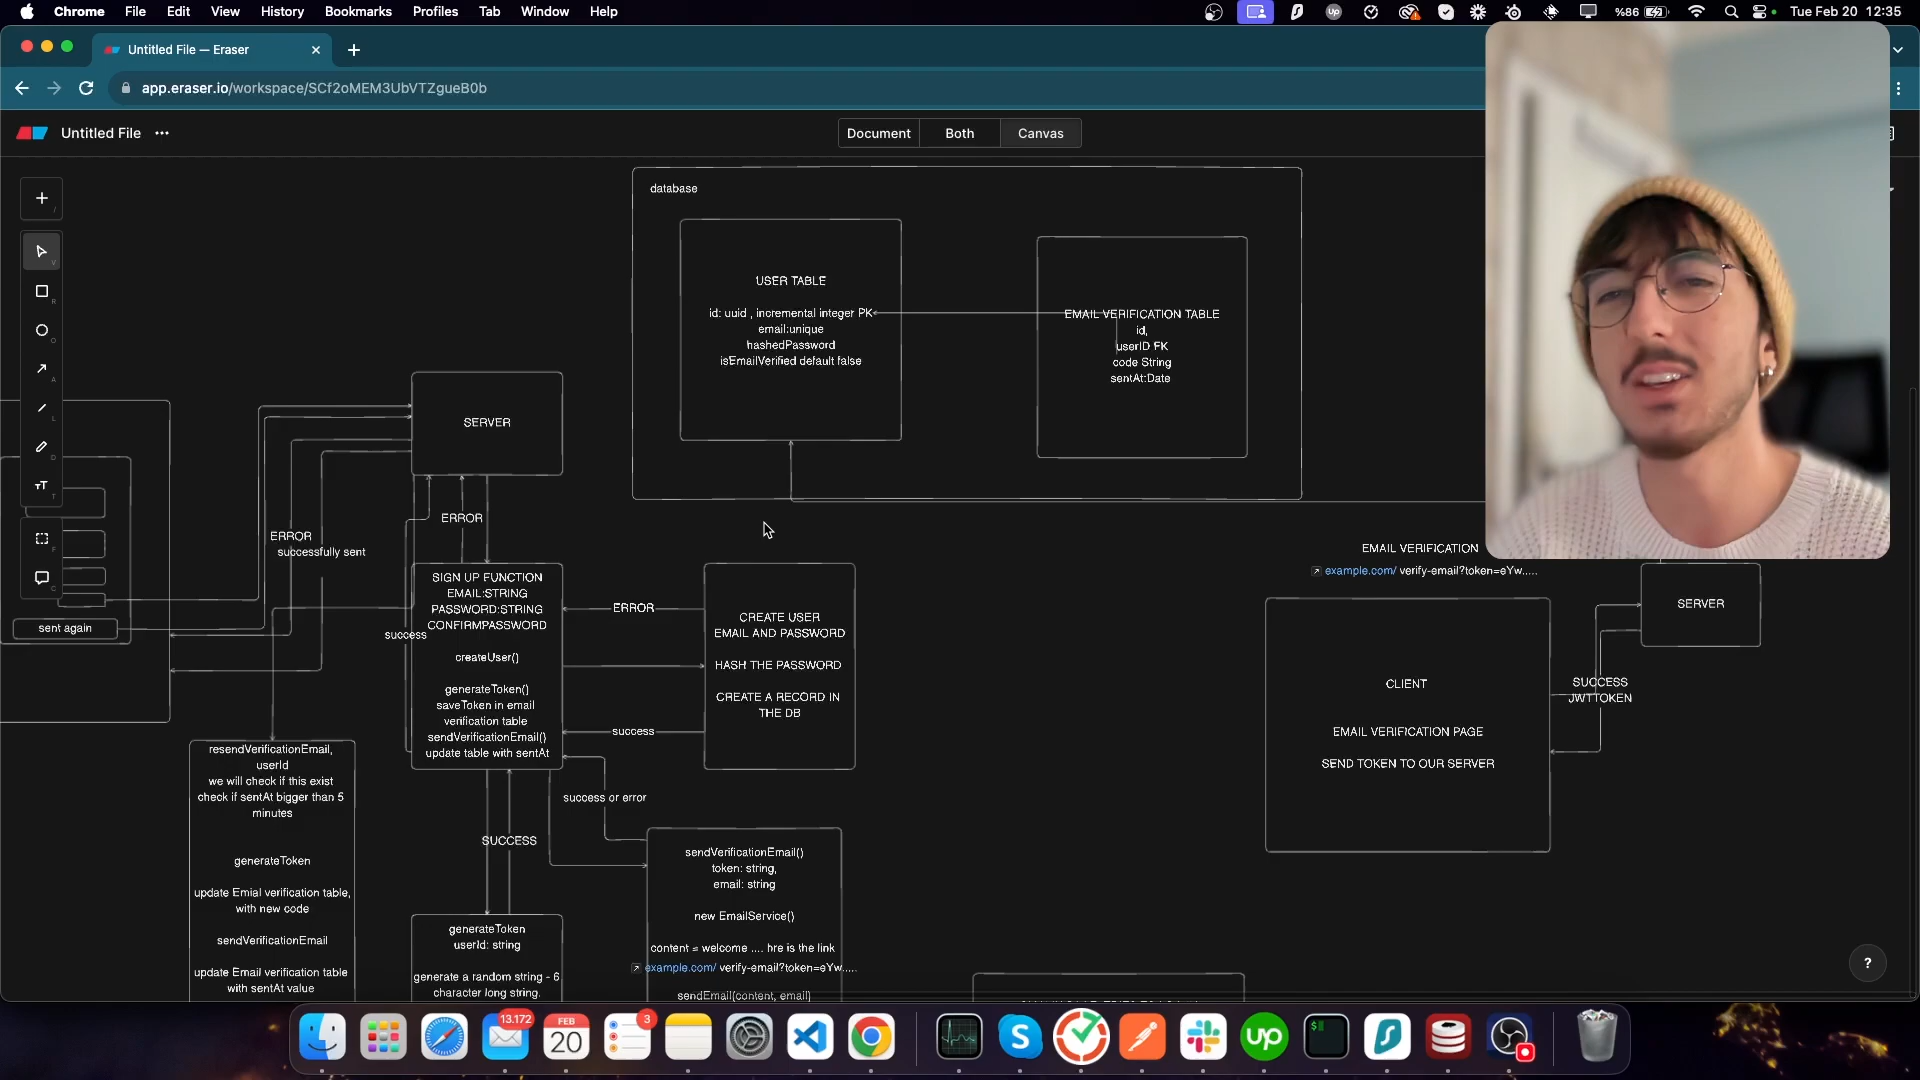 Chrome File Edit View History Bookmarks Profiles Tab Window Help
%86 Tue Feb 20 12:35
Untitled File — Eraser
app.eraser.io/workspace/SCf2oMEM3UbVTZgueB0b
Untitled File
Document Both Canvas
database
USER TABLE
id: uuid , incremental integer PK
email:unique
hashedPassword
isEmailVerified default false
EMAIL VERIFICATION TABLE
id,
userID FK
code String
sentAt:Date
SERVER
ERROR
ERROR
successfully sent
sent again
success
SIGN UP FUNCTION
EMAIL:STRING
PASSWORD:STRING
CONFIRMPASSWORD
createUser()
generateToken()
saveToken in email
verification table
sendVerificationEmail()
update table with sentAt
ERROR
success
CREATE USER
EMAIL AND PASSWORD
HASH THE PASSWORD
CREATE A RECORD IN
THE DB
EMAIL VERIFICATION
example.com/ verify-email?token=eYw.....
CLIENT
EMAIL VERIFICATION PAGE
SEND TOKEN TO OUR SERVER
SERVER
SUCCESS
JWTTOKEN
resendVerificationEmail,
userId
we will check if this exist
check if sentAt bigger than 5
minutes
generateToken
update Emial verification table,
with new code
sendVerificationEmail
update Email verification table
with sentAt value
success or error
SUCCESS
generateToken
userId: string
generate a random string - 6
character long string.
sendVerificationEmail()
token: string,
email: string
new EmailService()
content = welcome .... hre is the link
example.com/ verify-email?token=eYw.....
sendEmail(content, email)
?
13.172
FEB
20
3
up